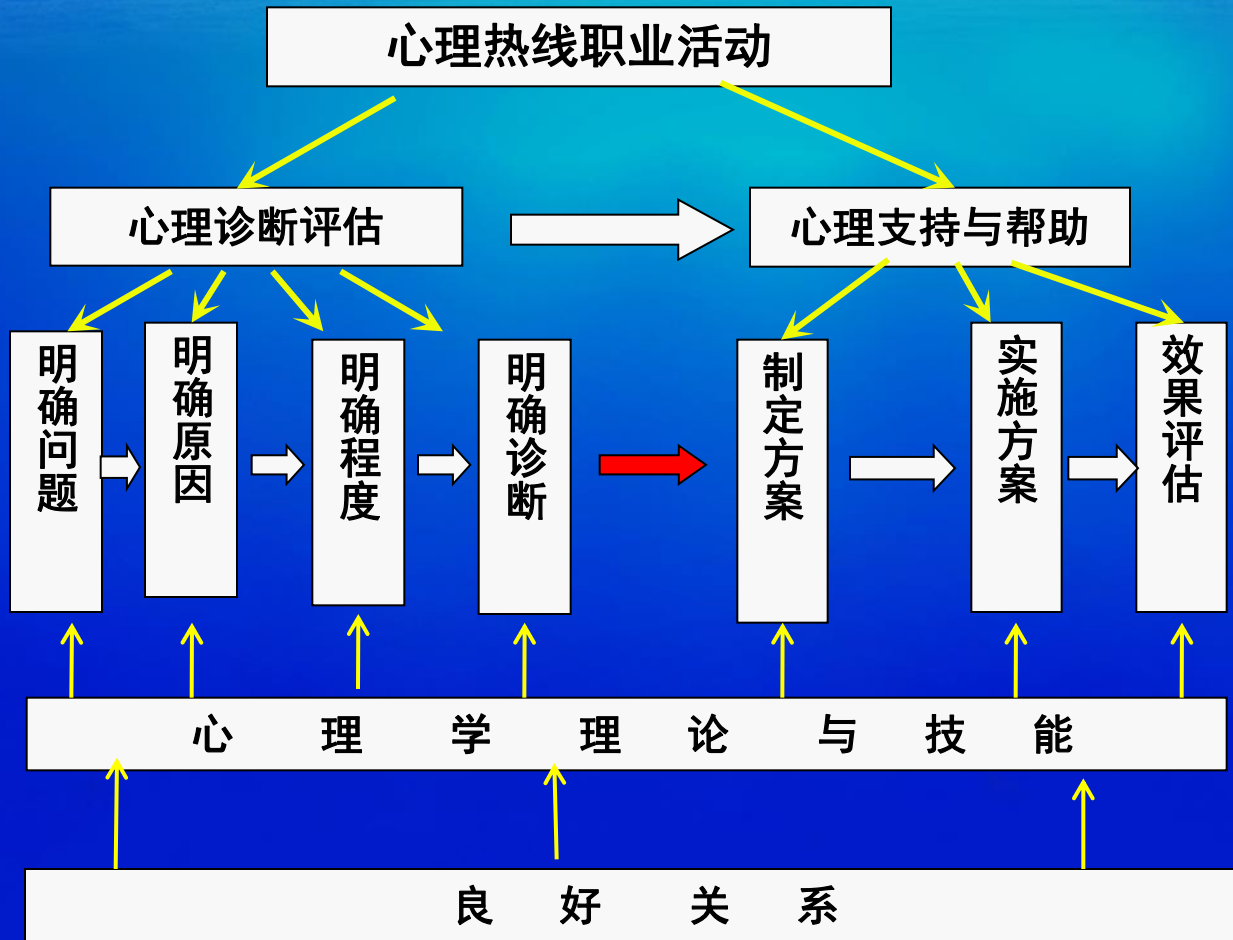 心理热线职业活动
心理诊断评估
心理支持与帮助
明确问题
明确原因
明确程度
明确诊断
制定方案
实施方案
效果评估
心理学理论与技能
良好关系